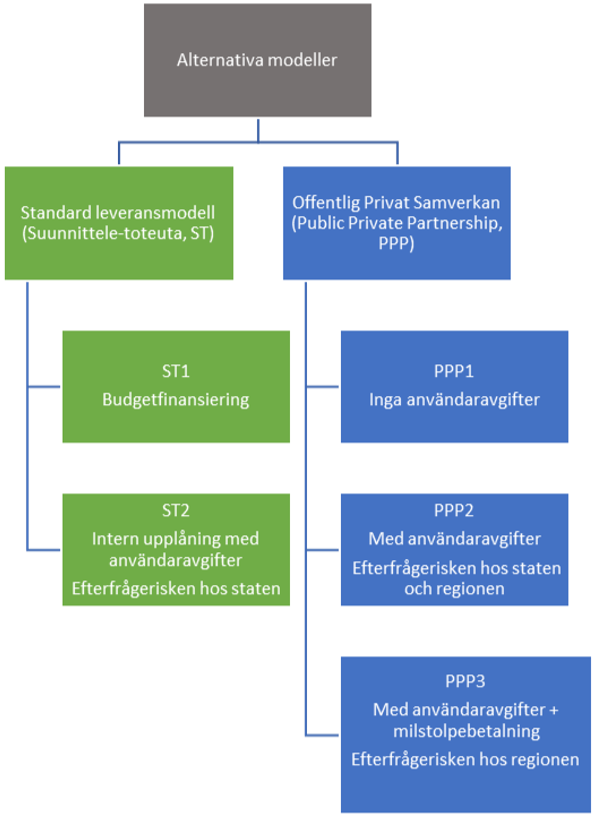 Alternativa modeller
Standard leveransmodell
(Suunnittele-toteuta, ST)
Offentlig Privat Samverkan
(Public Private Partnership,
PPP)
ST1
Budgetfinansiering
ST2
Intern upplåning med
användaravgifter
Efterfrågerisken hos staten
PPP1
Inga användaravgifter
PPP2
Med användaravgifter
Efterfrågerisken hos staten
och regionen
PPP3
Med användaravgifter +
milstolpebetalning
Efterfrågerisken hos regionen